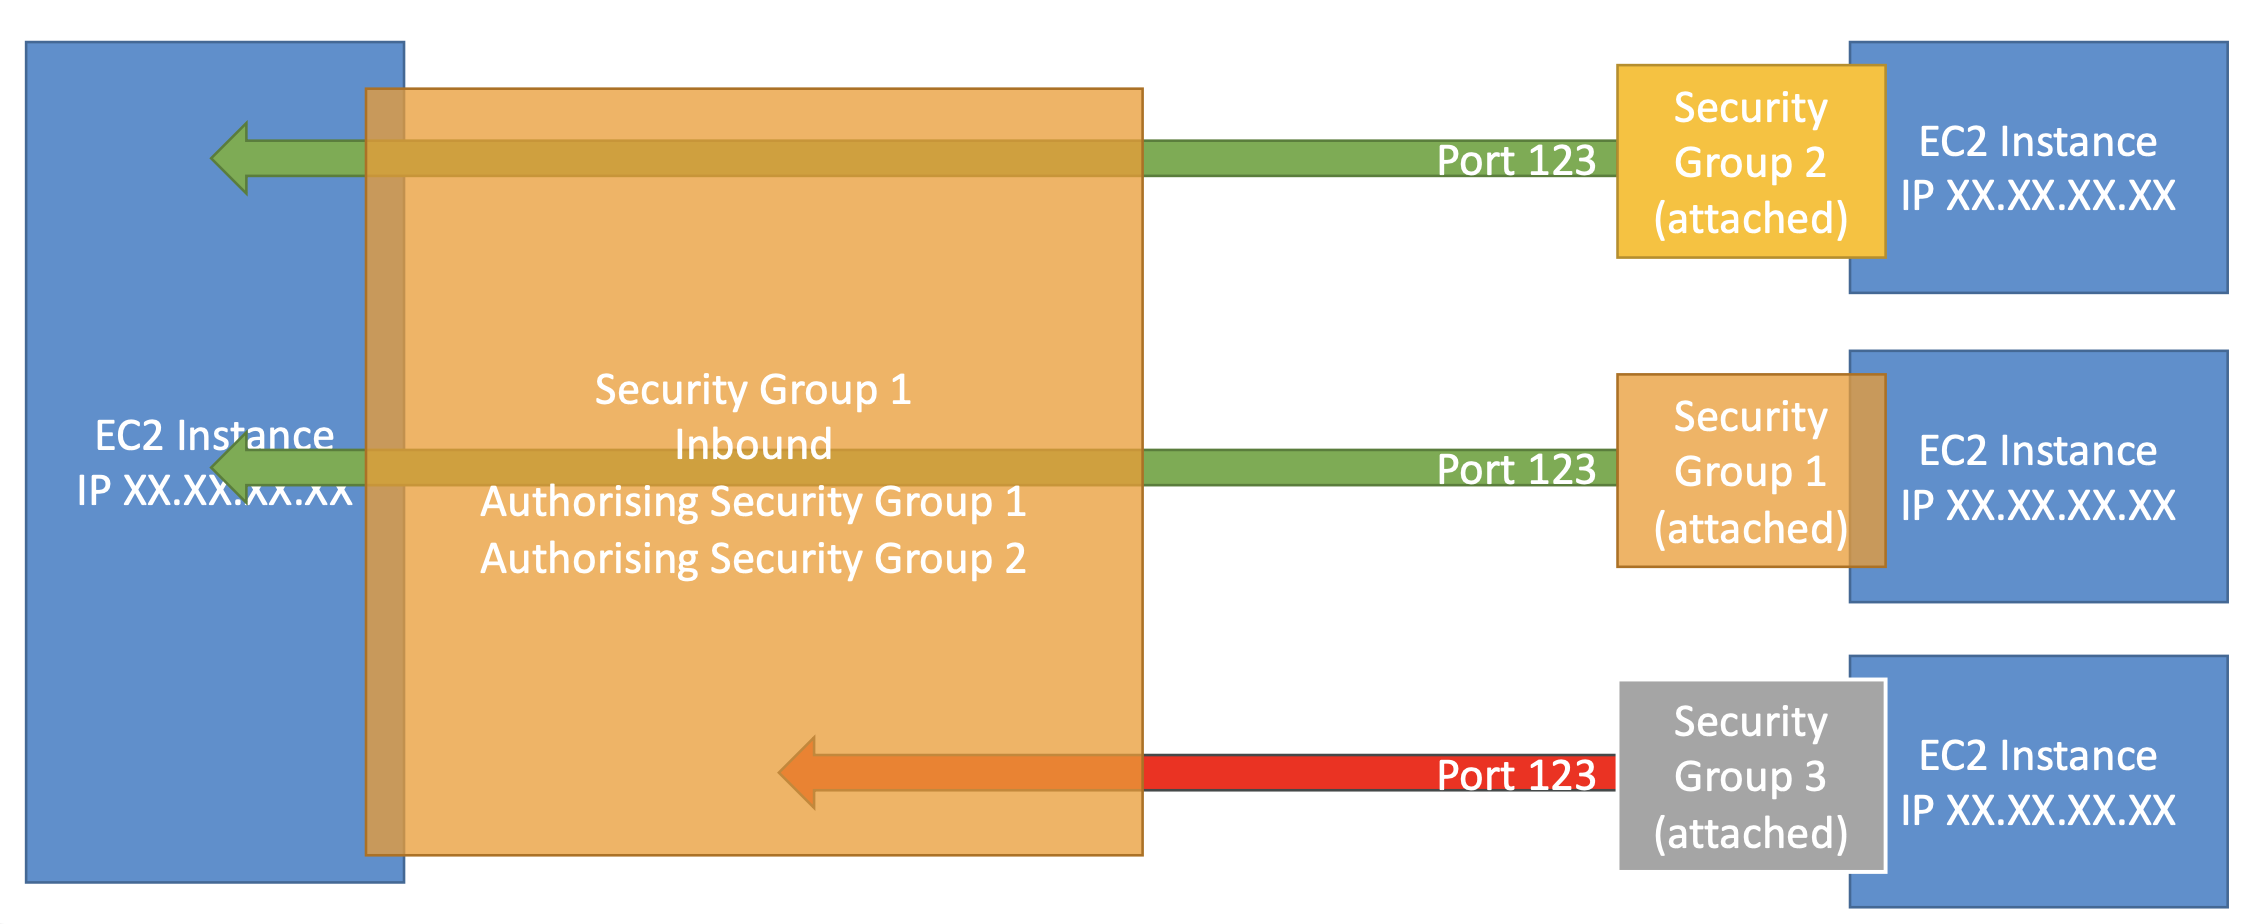 EC2 Instance
IP XX.XX.XX.XX
Security Group 1
Inbound
Authorising Security Group 1
Authorising Security Group 2
Port 123
Security
Group 2
(attached)
EC2 Instance
IP XX.XX.XX.XX
Port 123
Security
Group 1
(attached)
EC2 Instance
IP XX.XX.XX.XX
Port 123
Security
Group 3
(attached)
EC2 Instance
IP XX.XX.XX.XX